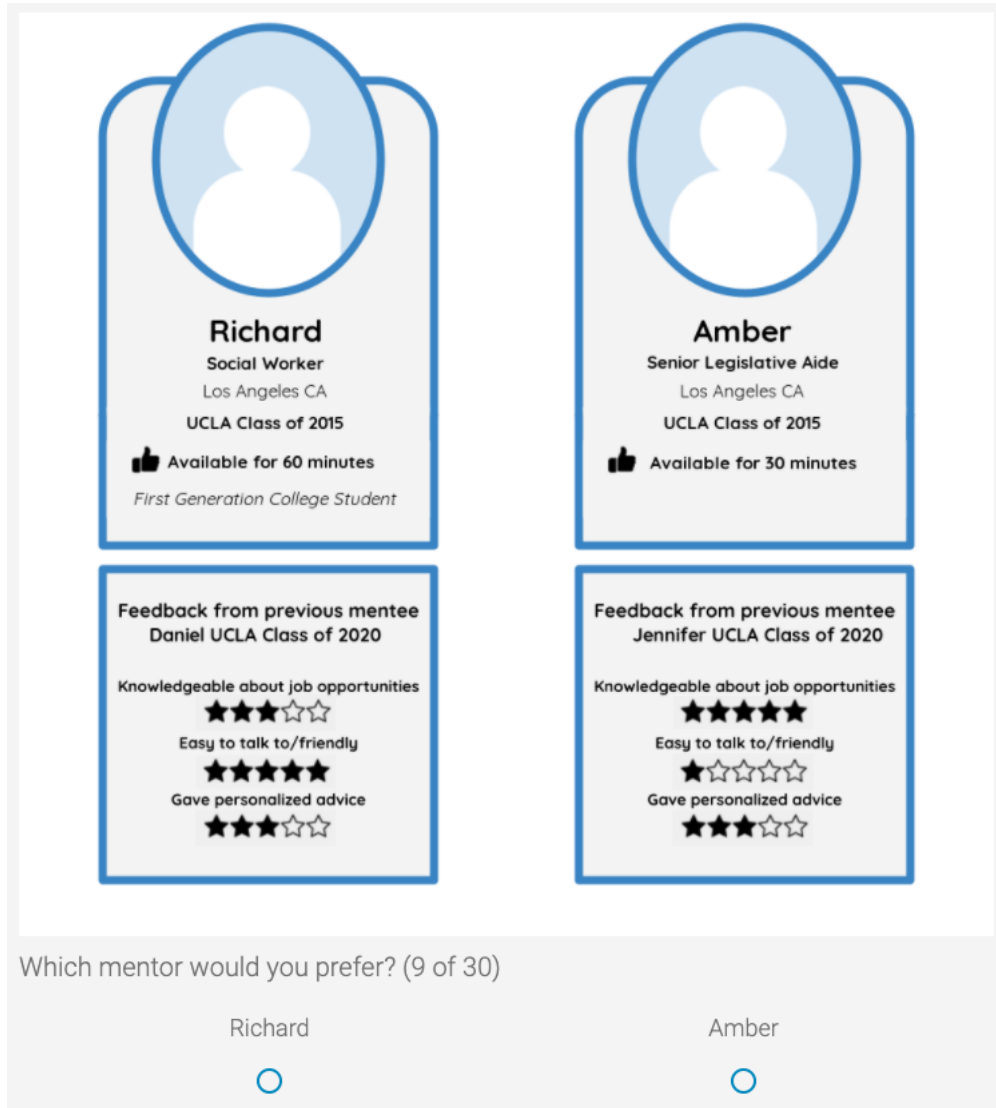 Richard
Social Worker
Los Angeles CA
UCLA Class of 2015
Available for 60 minutes
First Generation College Student
Feedback from previous mentee
Daniel UCLA Class of 2020
Knowledgeable about job opportunities
Easy to talk to/friendly
Gave personalized advice
Amber
Senior Legislative Aide
Los Angeles CA
UCLA Class of 2015
Available for 30 minutes
Feedback from previous mentee
Jennifer UCLA Class of 2020
Knowledgeable about job opportunities
Easy to talk to/friendly
Gave personalized advice
Which mentor would you prefer? (9 of 30)
Richard
Amber